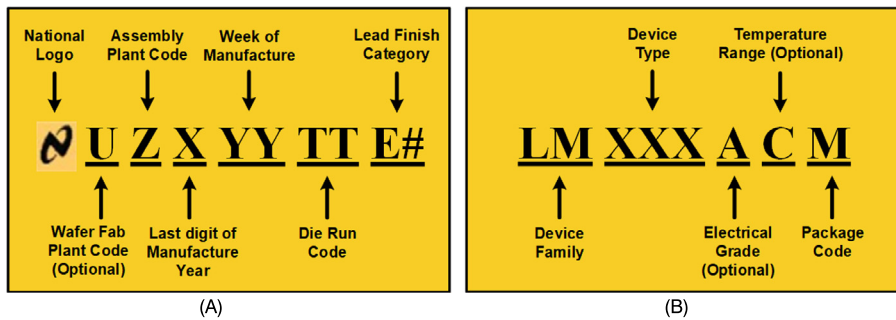 National
Logo
Assembly
Plant Code
Week of
Manufacture
Lead Finish
Category
U Z X YY TT E#
Wafer Fab
Plant Code
(Optional)
Last digit of
Manufacture
Year
Die Run
Code
(A)
Device
Type
Temperature
Range (Optional)
LM XXX A C M
Device
Family
Electrical
Grade
(Optional)
Package
Code
(B)